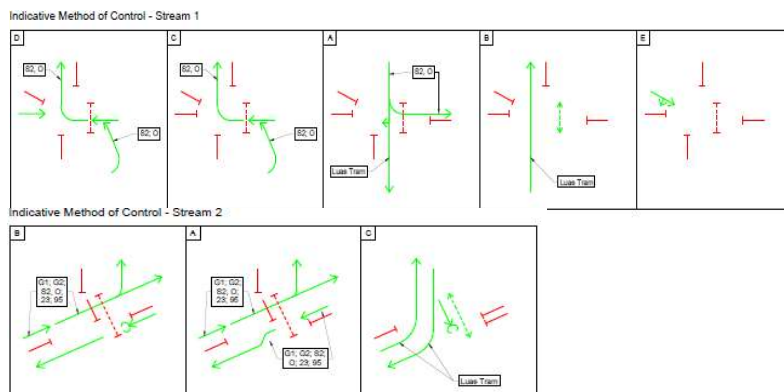 Indicative Method of Control - Stream 1
D
C
A
B
E
S2, O
S2, O
S2, O
S2; O
S2; O
Luas Tram
Luas Tram
Indicative Method of Control - Stream 2
B
A
C
G1; G2;
S2, O;
23; 95
G1; G2;
S2, O;
23; 95
G1; G2; S2;
O; 23; 95
Luas Tram